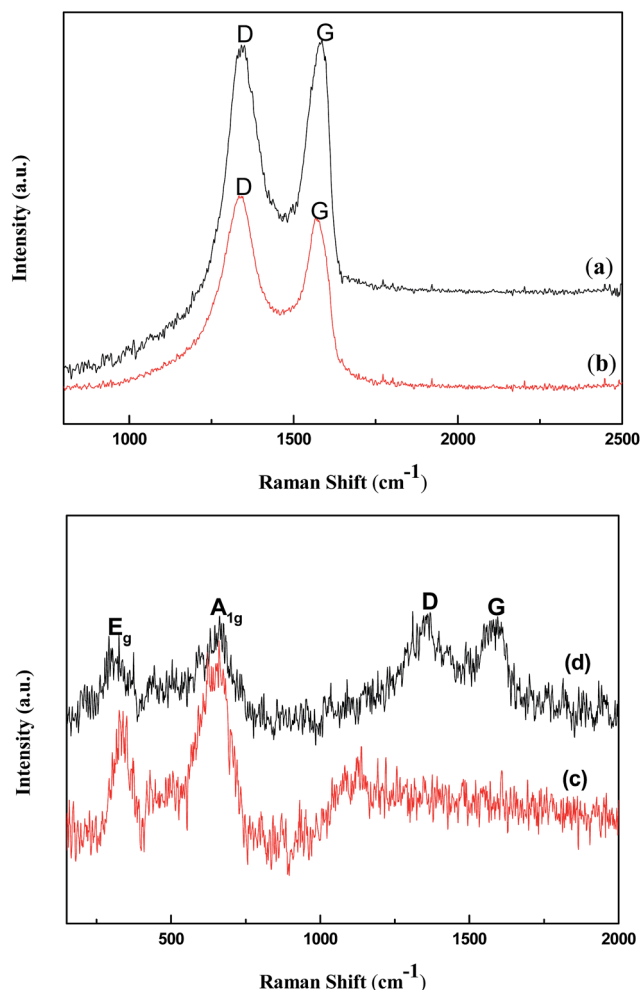 D
G
D
G
(a)
(b)
Intensity (a.u.)
1000 1500 2000 2500
Raman Shift (cm-1)
Eg
A1g
D
G
(d)
(c)
Intensity (a.u.)
500 1000 1500 2000
Raman Shift (cm-1)